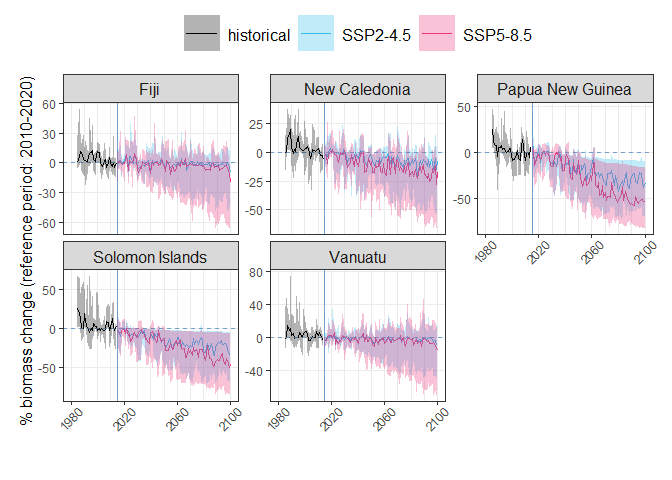 historical SSP2-4.5 SSP5-8.5
% biomass change (reference period: 2010-2020)
Fiji New Caledonia Papua New Guinea
60
30
0
-30
-60
25
0
-25
-50
50
0
-50
1980 2020 2060 2100
Solomon Islands Vanuatu
50
0
-50
80
40
0
-40
1980 2020 2060 2100
1980 2020 2060 2100